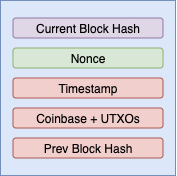 Current Block Hash
Nonce
Timestamp
Coinbase + UTXOs
Prev Block Hash